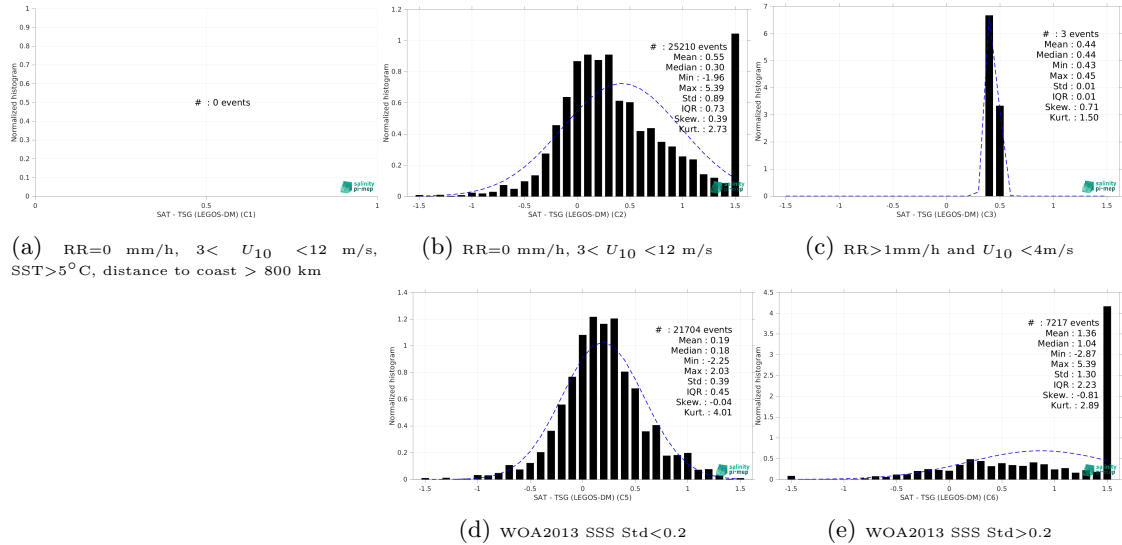 1
0.9
0.8
0.7
0.6
0.5
0.4
0.3
0.2
0.1
0
Normalized histogram
# : 0 events
salinity
pi-mep
0 0.5 1
SAT - TSG (LEGOS-DM) (C1)
(a) RR=0 mm/h, 3< U10 <12 m/s,
SST>5°C, distance to coast > 800 km
1.2
1
0.8
0.6
0.4
0.2
0
Normalized histogram
# : 25210 events
Mean : 0.55
Median : 0.30
Min : -1.96
Max : 5.39
Std : 0.89
IQR : 0.73
Skew. : 0.39
Kurt. : 2.73
salinity
pi-mep
-1.5 -1 -0.5 0 0.5 1 1.5
SAT - TSG (LEGOS-DM) (C2)
(b) RR=0 mm/h, 3< U10 <12 m/s
7
6
5
4
3
2
1
0
Normalized histogram
# : 3 events
Mean : 0.44
Median : 0.44
Min : 0.43
Max : 0.45
Std : 0.01
IQR : 0.01
Skew. : 0.71
Kurt. : 1.50
salinity
pi-mep
-1.5 -1 -0.5 0 0.5 1 1.5
SAT - TSG (LEGOS-DM) (C3)
(c) RR>1mm/h and U10 <4m/s
1.4
1.2
1
0.8
0.6
0.4
0.2
0
Normalized histogram
# : 21704 events
Mean : 0.19
Median : 0.18
Min : -2.25
Max : 2.03
Std : 0.39
IQR : 0.45
Skew. : -0.04
Kurt. : 4.01
salinity
pi-mep
-1.5 -1 -0.5 0 0.5 1 1.5
SAT - TSG (LEGOS-DM) (C5)
(d) WOA2013 SSS Std<0.2
4.5
4
3.5
3
2.5
2
1.5
1
0.5
0
Normalized histogram
# : 7217 events
Mean : 1.36
Median : 1.04
Min : -2.87
Max : 5.39
Std : 1.30
IQR : 2.23
Skew. : -0.81
Kurt. : 2.89
salinity
pi-mep
-1.5 -1 -0.5 0 0.5 1 1.5
SAT - TSG (LEGOS-DM) (C6)
(e) WOA2013 SSS Std>0.2